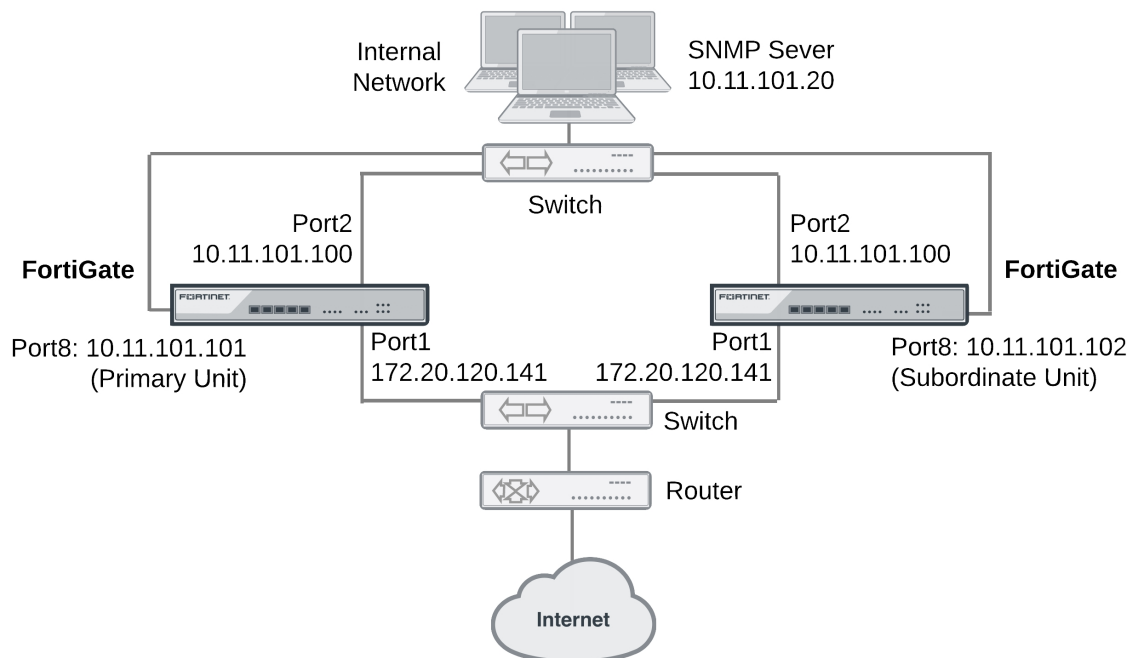 Internal
Network
SNMP Sever
10.11.101.20
Switch
Port2
10.11.101.100
Port2
10.11.101.100
FortiGate
FortiGate
FORTINET
FORTINET
Port8: 10.11.101.101
(Primary Unit)
Port1
172.20.120.141
Port1
172.20.120.141
Port8: 10.11.101.102
(Subordinate Unit)
Switch
Router
Internet